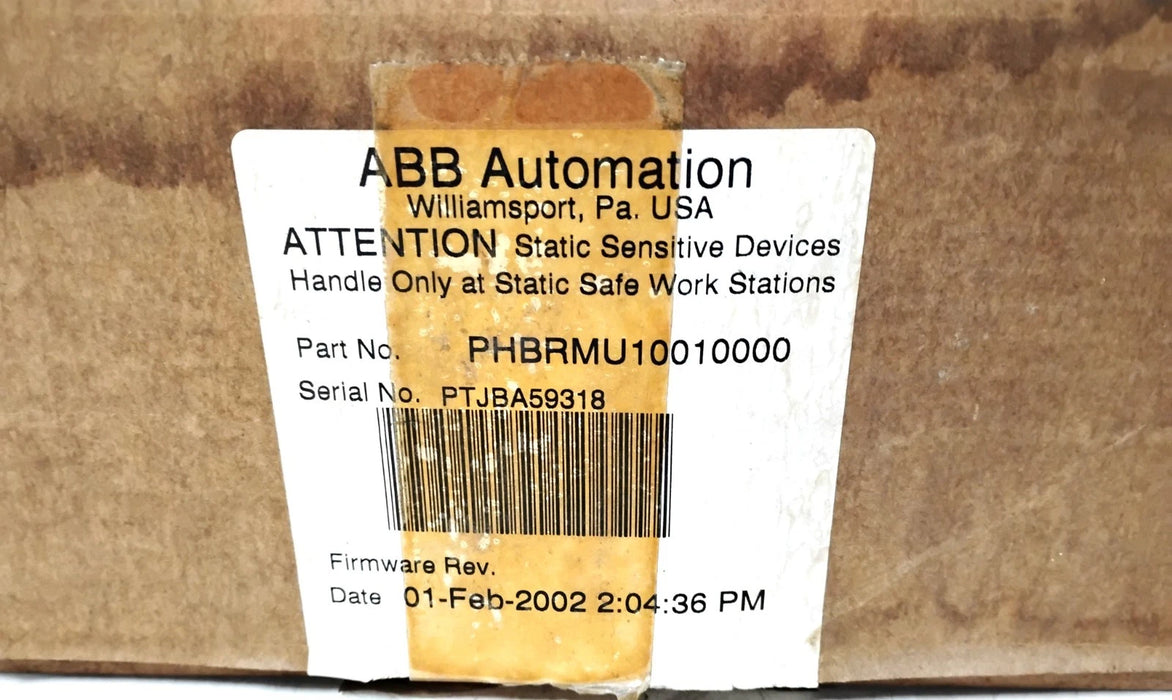 ABB Automation
Williamsport, Pa. USA
ATTENTION Static Sensitive Devices
Handle Only at Static Safe Work Stations
Part No. PHBRMU10010000
Serial No. PTJBA59318
Firmware Rev.
Date 01-Feb-2002 2:04:36 PM